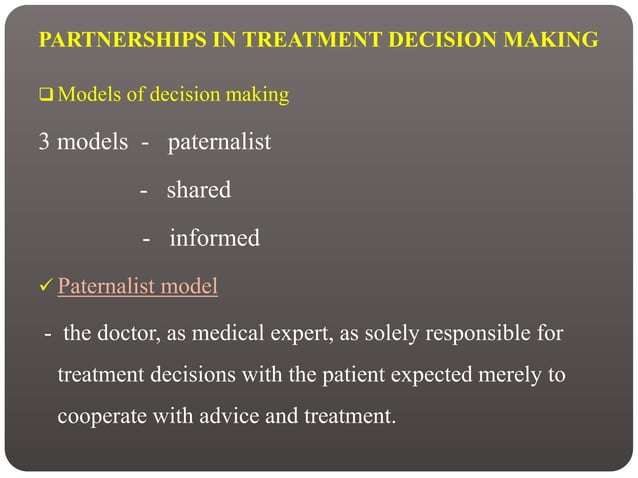 PARTNERSHIPS IN TREATMENT DECISION MAKING
Models of decision making
3 models - paternalist
- shared
- informed
Paternalist model
- the doctor, as medical expert, as solely responsible for
treatment decisions with the patient expected merely to
cooperate with advice and treatment.